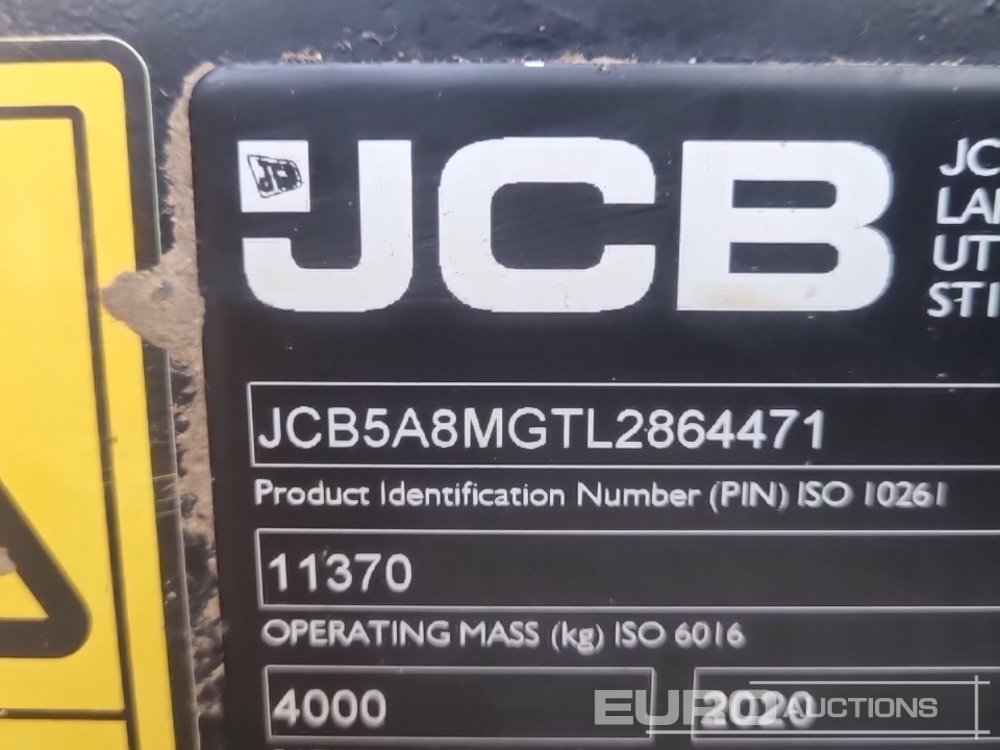 JCB
JCB5A8MGTL2864471
Product Identification Number (PIN) ISO 10261
11370
OPERATING MASS (kg) ISO 6016
4000
2020
EURO AUCTIONS